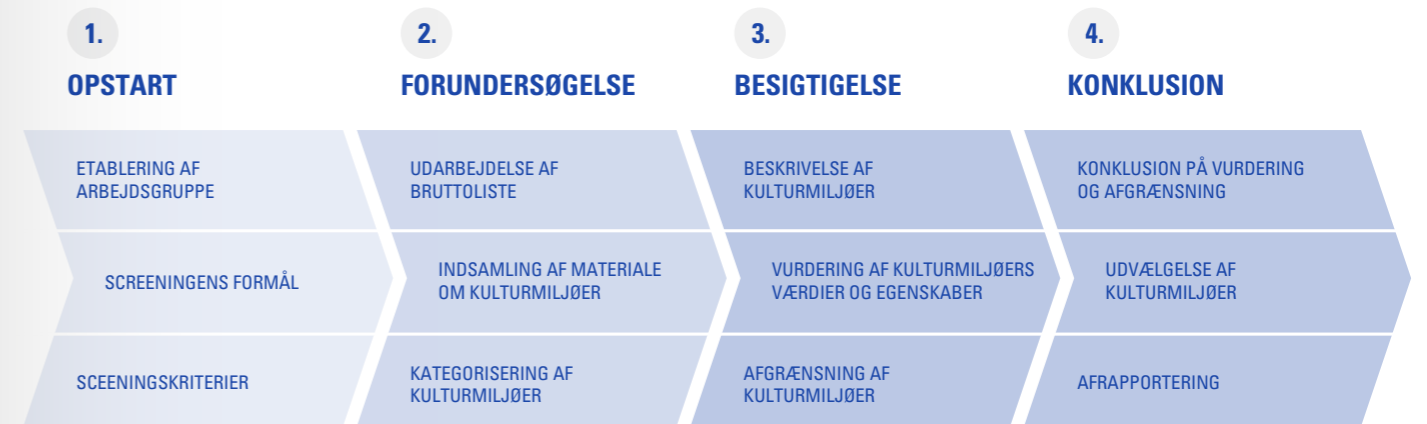 1.
OPSTART
ETABLERING AF
ARBEJDSGRUPPE
SCREENINGENS FORMÅL
SCEENINGSKRITERIER
2.
FORUNDERSØGELSE
UDARBEJDELSE AF
BRUTTOLISTE
INDSAMLING AF MATERIALE
OM KULTURMILJØER
KATEGORISERING AF
KULTURMILJØER
3.
BESIGTIGELSE
BESKRIVELSE AF
KULTURMILJØER
VURDERING AF KULTURMILJØERS
VÆRDIER OG EGENSKABER
AFGRÆNSNING AF
KULTURMILJØER
4.
KONKLUSION
KONKLUSION PÅ VURDERING
OG AFGRÆNSNING
UDVÆLGELSE AF
KULTURMILJØER
AFRAPPORTERING